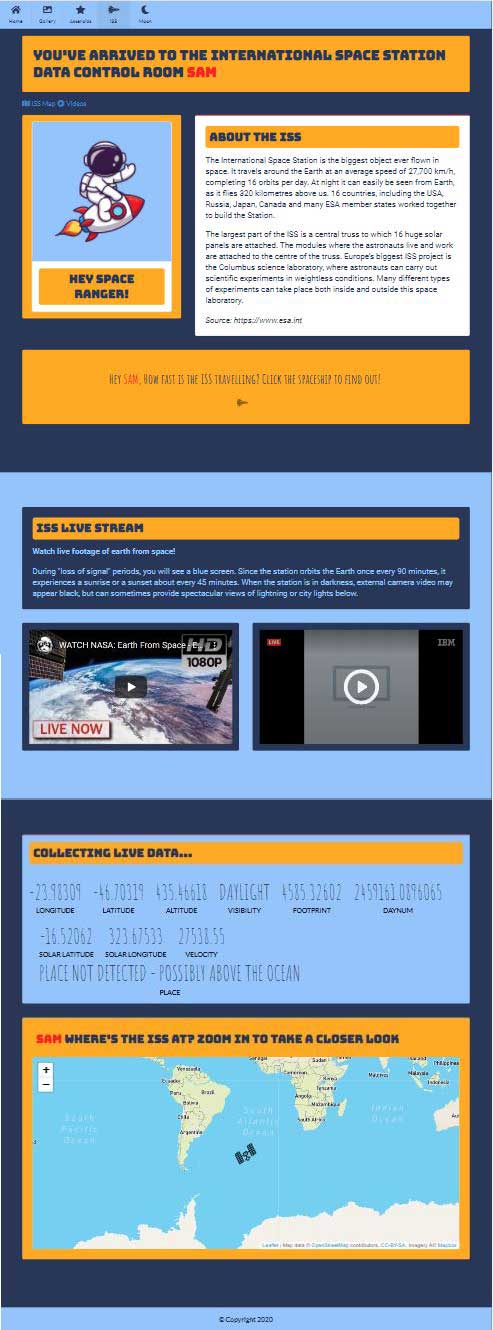 Home Gallery Asteroids ISS Moon
YOU'VE ARRIVED TO THE INTERNATIONAL SPACE STATION
DATA CONTROL ROOM SAM
ISS Map Videos
HEY SPACE
RANGER!
ABOUT THE ISS
The International Space Station is the biggest object ever flown in
space. It travels around the Earth at an average speed of 27,700 km/h,
completing 16 orbits per day. At night it can easily be seen from Earth,
as it flies 320 kilometres above us. 16 countries, including the USA,
Russia, Japan, Canada and many ESA member states worked together
to build the Station.
The largest part of the ISS is a central truss to which 16 huge solar
panels are attached. The modules where the astronauts live and work
are attached to the centre of the truss. Europe's biggest ISS project is
the Columbus science laboratory, where astronauts can carry out
scientific experiments in weightless conditions. Many different types
of experiments can take place both inside and outside this space
laboratory.
Source: https://www.esa.int
HEY SAM, HOW FAST IS THE ISS TRAVELLING? CLICK THE SPACESHIP TO FIND OUT!
ISS LIVE STREAM
Watch live footage of earth from space!
During "loss of signal" periods, you will see a blue screen. Since the station orbits the Earth once every 90 minutes, it
experiences a sunrise or a sunset about every 45 minutes. When the station is in darkness, external camera video may
appear black, but can sometimes provide spectacular views of lightning or city lights below.
WATCH NASA: Earth From Space
HD
1080P
LIVE NOW
LIVE
IBM
COLLECTING LIVE DATA...
-23.98309 -46.70319 435.46618 DAYLIGHT 4585.32602 2459161.0896065
LONGITUDE LATITUDE ALTITUDE VISIBILITY FOOTPRINT DAYNUM
-16.52062 323.67533 27538.55
SOLAR LATITUDE SOLAR LONGITUDE VELOCITY
PLACE NOT DETECTED - POSSIBLY ABOVE THE OCEAN
PLACE
SAM WHERE'S THE ISS AT? ZOOM IN TO TAKE A CLOSER LOOK
+
−
Senegal
Sudan
Thailand
Philippines
Venezuela
Cameroon
Maldives
Malaysia
Ecuador
Kenya
Indonesia
Peru
Brazil
Tanzania
Angola
Bolivia
Mozambique
Chile
South Africa
Argentina
South
Pacific
Ocean
South
Atlantic
Ocean
Indian
Ocean
Au
Leaflet | Map data © OpenStreetMap contributors, CC-BY-SA, Imagery © Mapbox
© Copyright 2020